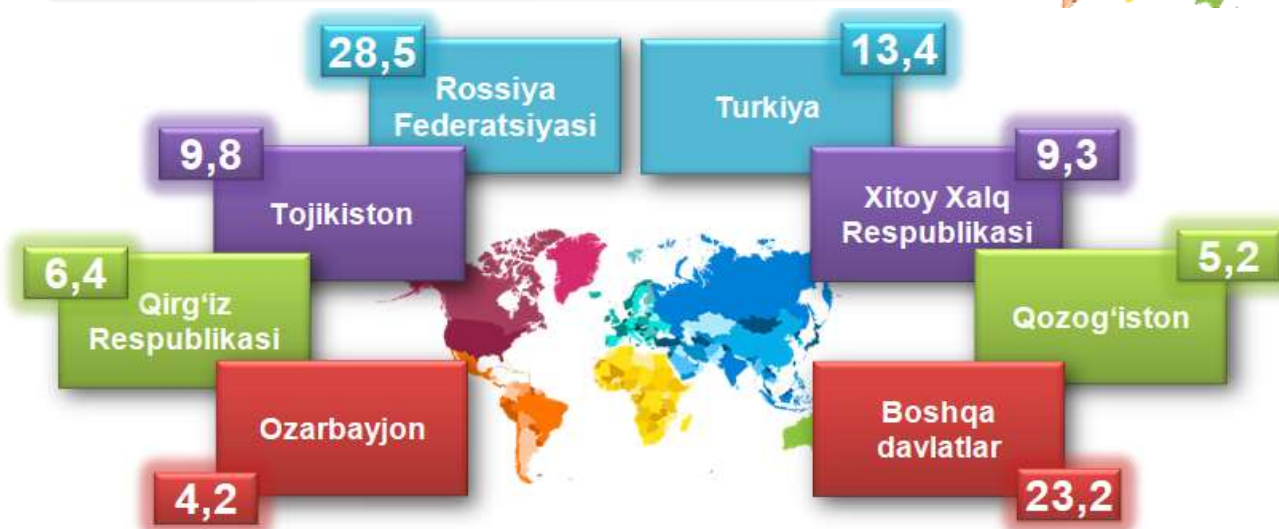 28,5
Rossiya
Federatsiyasi
13,4
Turkiya
9,8
Tojikiston
9,3
Xitoy Xalq
Respublikasi
6,4
Qirg‘iz
Respublikasi
5,2
Qozog‘iston
Ozarbayjon
4,2
Boshqa
davlatlar
23,2